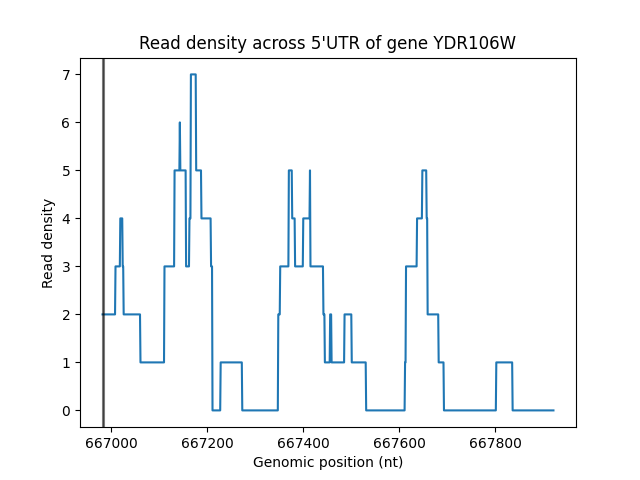 Read density across 5'UTR of gene YDR106W
Read density
7
6
5
4
3
2
1
0
667000 667200 667400 667600 667800
Genomic position (nt)